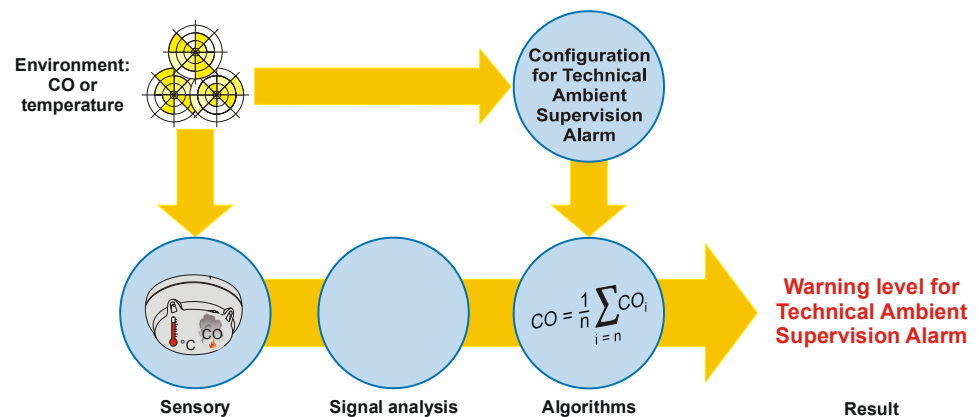 Environment:
CO or
temperature
Configuration
for Technical
Ambient
Supervision
Alarm
°C
CO
CO = 1/n ∑ CO_i
i = n
Warning level for
Technical Ambient
Supervision Alarm
Sensory
Signal analysis
Algorithms
Result